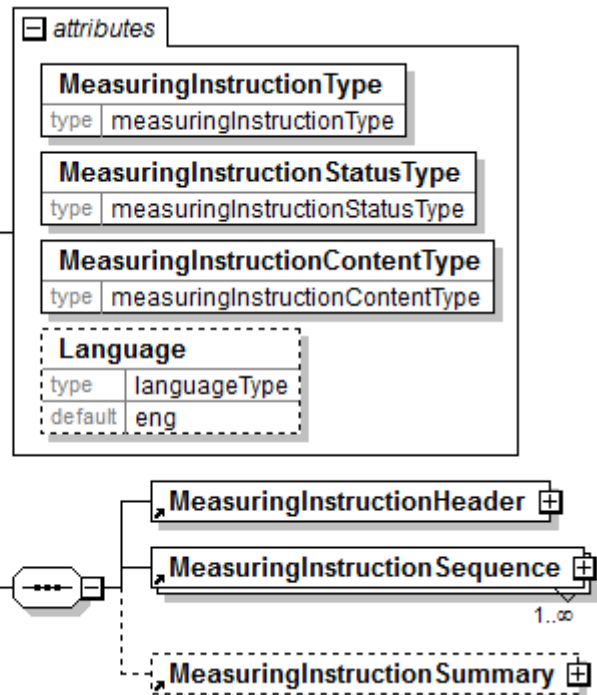 attributes
MeasuringInstructionType
type measuringInstructionType
MeasuringInstructionStatusType
type measuringInstructionStatusType
MeasuringInstructionContentType
type measuringInstructionContentType
Language
type languageType
default eng
MeasuringInstructionHeader
MeasuringInstructionSequence
1..∞
MeasuringInstructionSummary